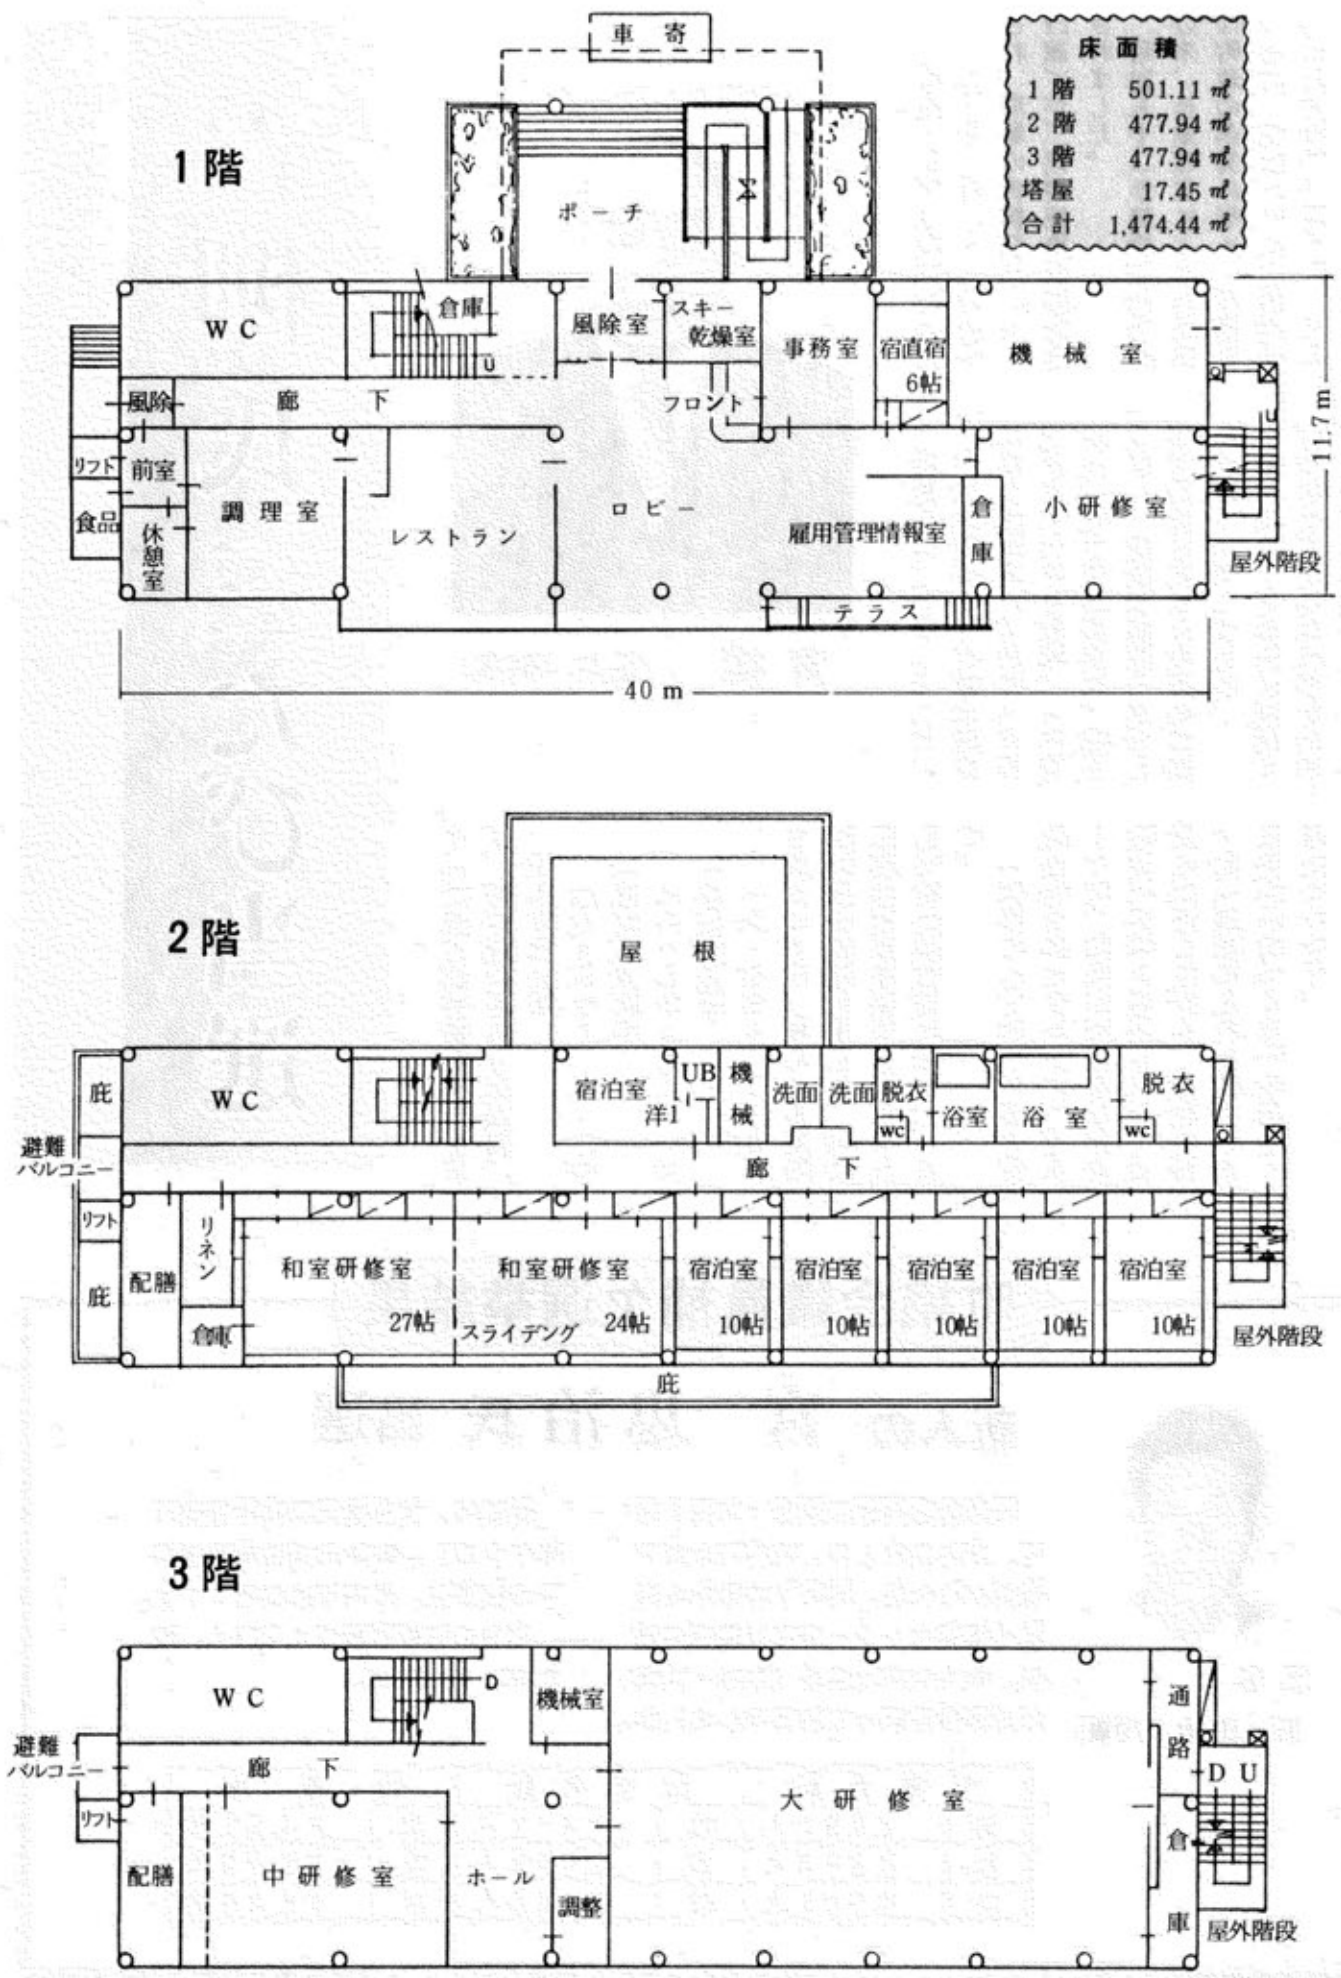 車寄
床面積
1階 501.11㎡
2階 477.94㎡
3階 477.94㎡
塔屋 17.45㎡
合計 1,474.44㎡
1階
ポーチ
WC
倉庫
U
風除室
スキー
乾燥室
事務室
宿直宿
6帖
機械室
風除
廊下
フロント
リフト
前室
食品
休憩室
調理室
レストラン
ロビー
雇用管理情報室
倉庫
小研修室
屋外階段
テラス
11.7m
40m
2階
屋根
庇
WC
宿泊室
洋1
UB
機械
洗面
洗面
脱衣
WC
浴室
浴室
脱衣
WC
避難
バルコニー
廊下
リフト
庇
配膳
リネン
倉庫
和室研修室
27帖
スライデング
和室研修室
24帖
宿泊室
10帖
宿泊室
10帖
宿泊室
10帖
宿泊室
10帖
宿泊室
10帖
屋外階段
庇
3階
WC
D
機械室
通路
避難
バルコニー
廊下
大研修室
D U
リフト
配膳
中研修室
ホール
調整
倉庫
屋外階段